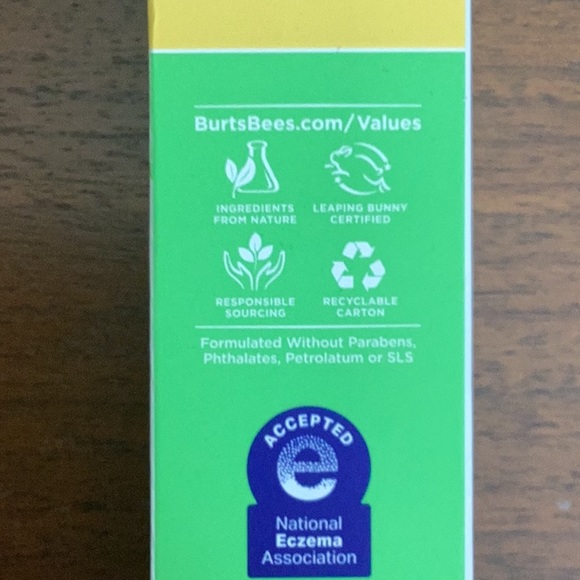 BurtsBees.com/Values
INGREDIENTS
FROM NATURE
LEAPING BUNNY
CERTIFIED
RESPONSIBLE
SOURCING
RECYCLABLE
CARTON
Formulated Without Parabens,
Phthalates, Petrolatum or SLS
ACCEPTED
e
National
Eczema
Association